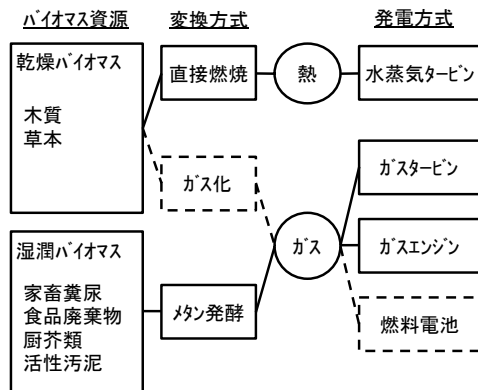 バイオマス資源
変換方式
発電方式
乾燥バイオマス
木質
草本
直接燃焼
熱
水蒸気タービン
ガス化
ガスタービン
ガス
ガスエンジン
湿潤バイオマス
家畜糞尿
食品廃棄物
厨芥類
活性汚泥
メタン発酵
燃料電池